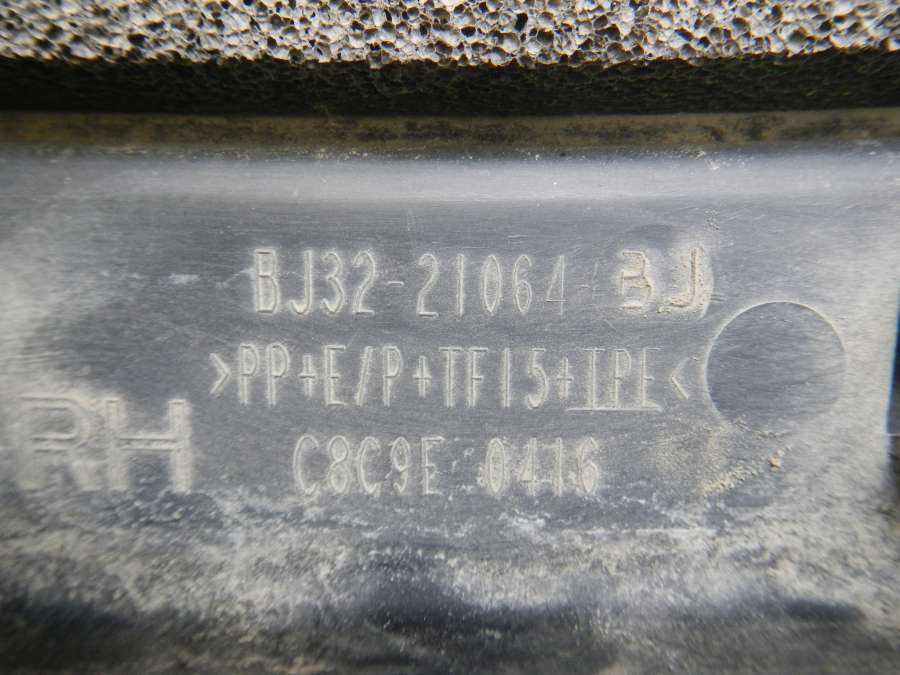 BJ32-21064-BJ
>PP+E/P+TF15+TPE<
RH
C8C9E 0416